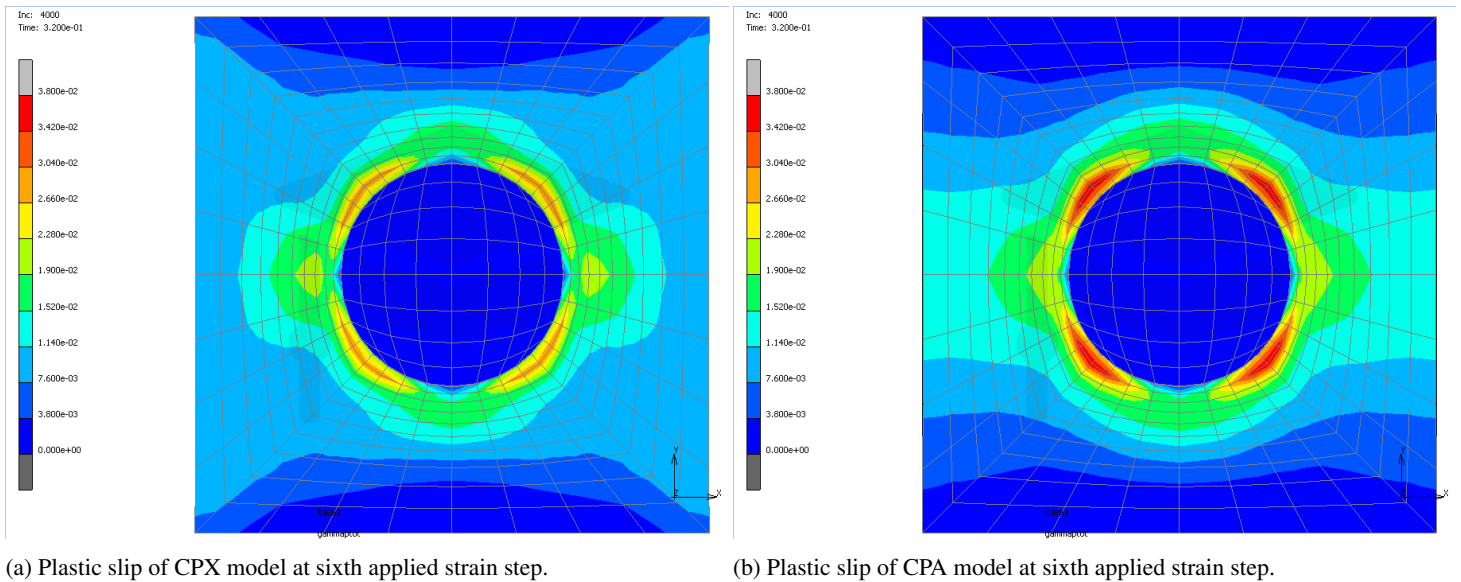 Inc: 4000
Time: 3.200e-01
3.800e-02
3.420e-02
3.040e-02
2.660e-02
2.280e-02
1.900e-02
1.520e-02
1.140e-02
7.600e-03
3.800e-03
0.000e+00
Y
Z
X
lcase1
gammaplot
(a) Plastic slip of CPX model at sixth applied strain step.
Inc: 4000
Time: 3.200e-01
3.800e-02
3.420e-02
3.040e-02
2.660e-02
2.280e-02
1.900e-02
1.520e-02
1.140e-02
7.600e-03
3.800e-03
0.000e+00
Y
Z
X
lcase1
gammaplot
(b) Plastic slip of CPA model at sixth applied strain step.